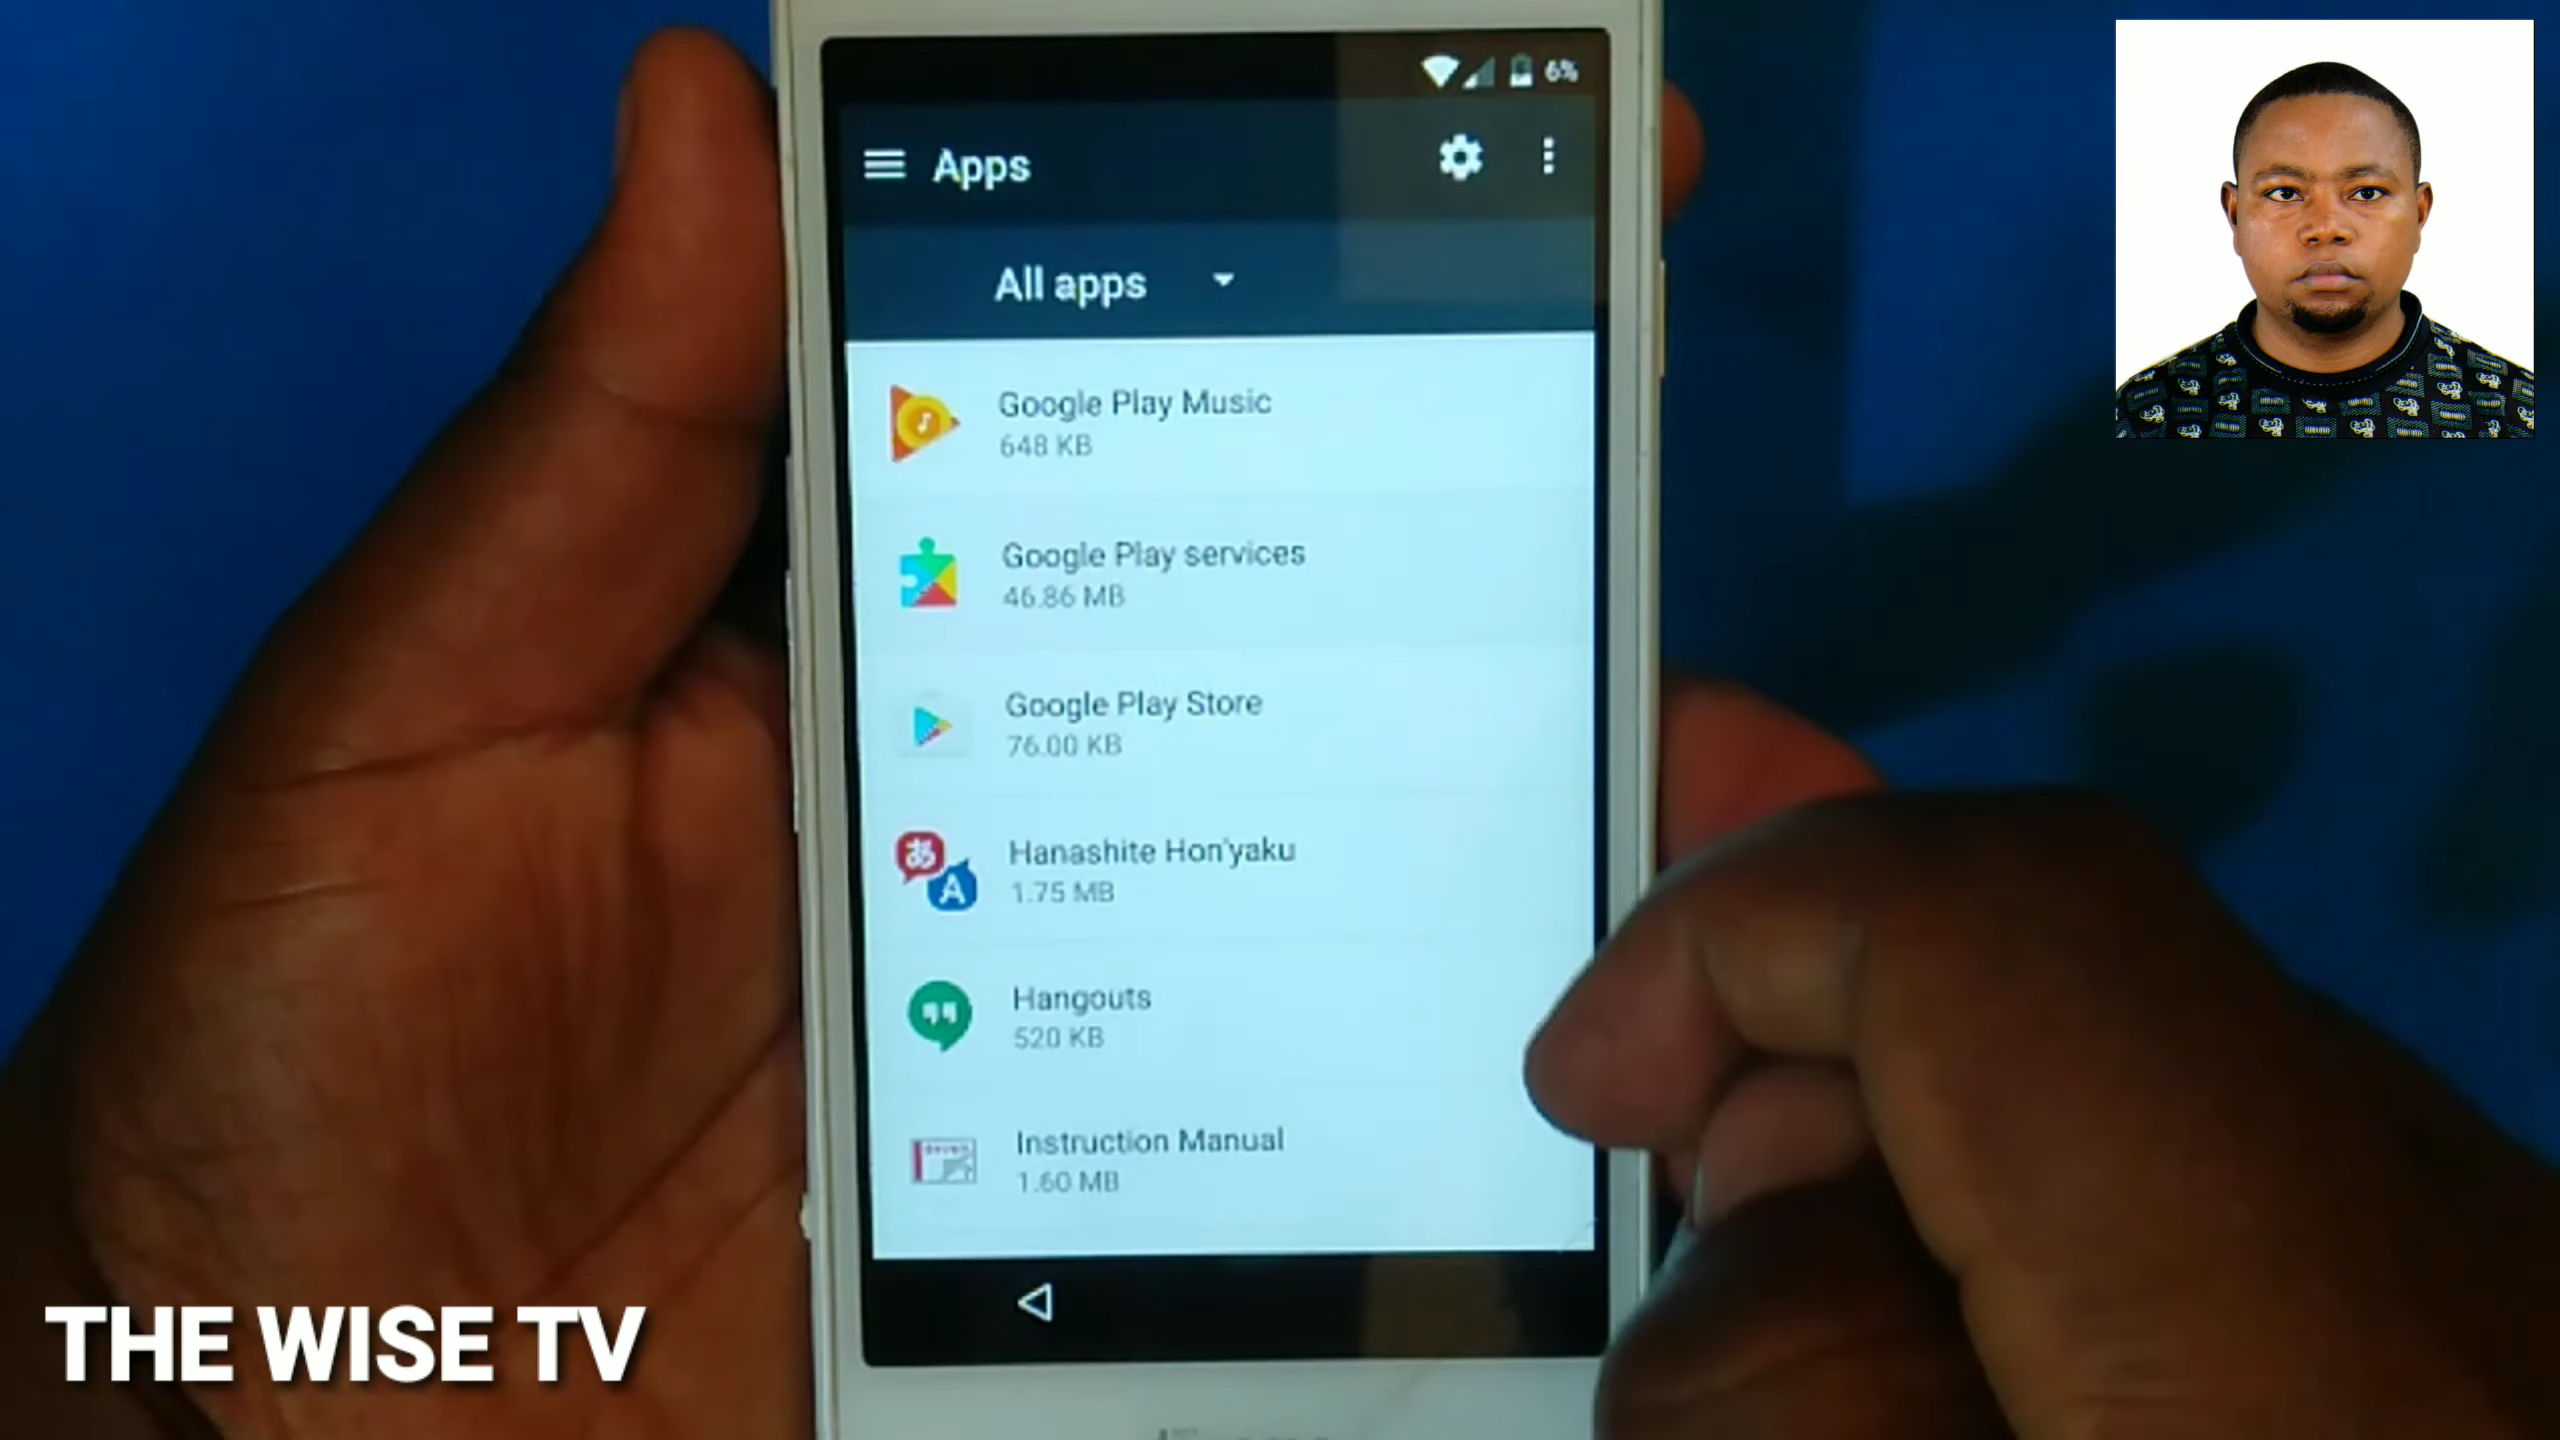 6%
Apps
All apps
Google Play Music
648 KB
Google Play services
46.86 MB
Google Play Store
76.00 KB
あ
A
Hanashite Hon'yaku
1.75 MB
Hangouts
520 KB
Instruction Manual
1.60 MB
THE WISE TV